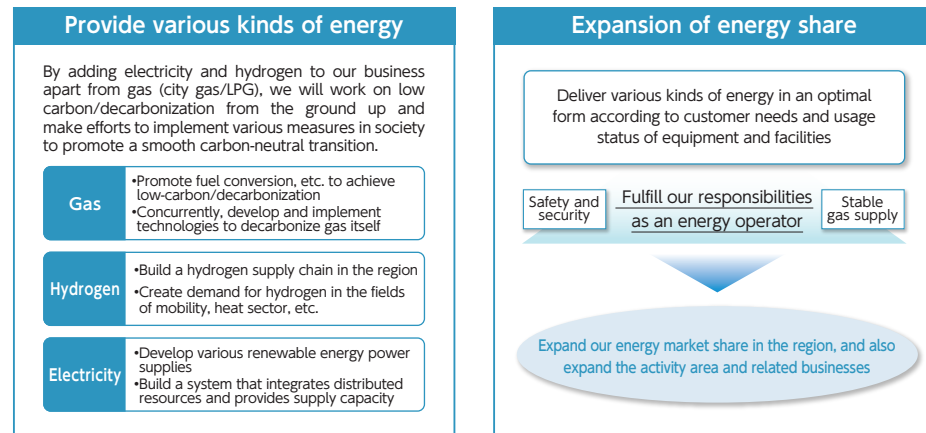 Provide various kinds of energy
By adding electricity and hydrogen to our business
apart from gas (city gas/LPG), we will work on low
carbon/decarbonization from the ground up and
make efforts to implement various measures in society
to promote a smooth carbon-neutral transition.
Gas
•Promote fuel conversion, etc. to achieve
low-carbon/decarbonization
•Concurrently, develop and implement
technologies to decarbonize gas itself
Hydrogen
•Build a hydrogen supply chain in the region
•Create demand for hydrogen in the fields
of mobility, heat sector, etc.
Electricity
•Develop various renewable energy power
supplies
•Build a system that integrates distributed
resources and provides supply capacity
Expansion of energy share
Deliver various kinds of energy in an optimal
form according to customer needs and usage
status of equipment and facilities
Safety and
security
Fulfill our responsibilities
as an energy operator
Stable
gas supply
Expand our energy market share in the region, and also
expand the activity area and related businesses